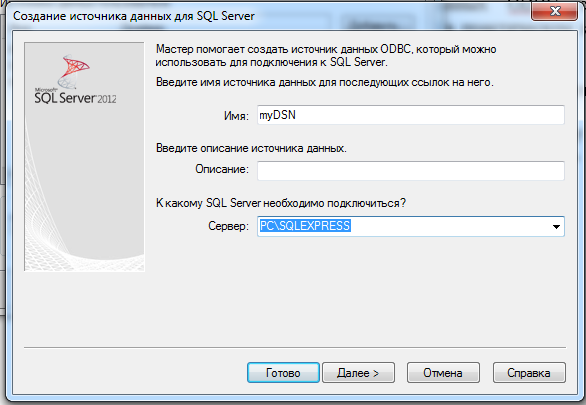 Создание источника данных для SQL Server
Microsoft
SQL Server 2012
Мастер помогает создать источник данных ODBC, который можно
использовать для подключения к SQL Server.
Введите имя источника данных для последующих ссылок на него.
Имя: myDSN
Введите описание источника данных.
Описание:
К какому SQL Server необходимо подключиться?
Сервер: PC\SQLEXPRESS
Готово Далее > Отмена Справка